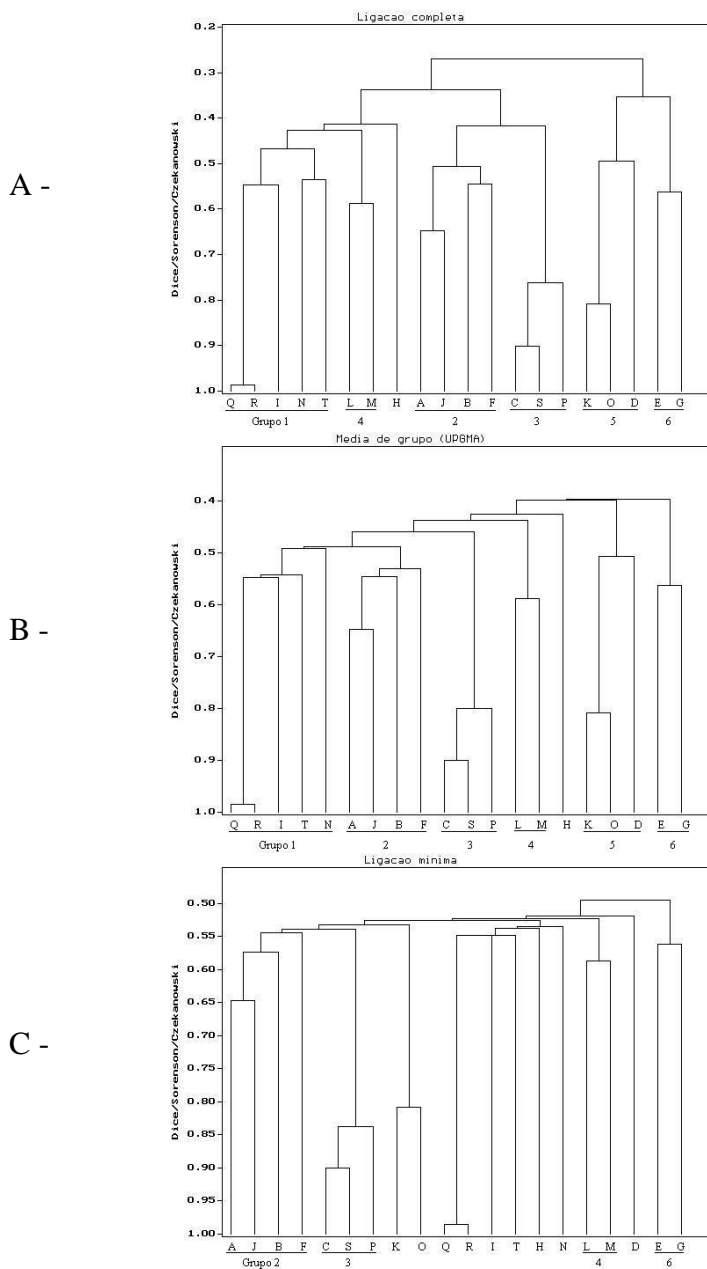 Ligacao completa
0.2
0.3
0.4
0.5
0.6
0.7
0.8
0.9
1.0
Dice/Sorenson/Czekanowski
A -
Q R I N T L M H A J B F C S P K O D E G
Grupo 1 4 2 3 5 6
Media de grupo (UPGMA)
0.4
0.5
0.6
0.7
0.8
0.9
1.0
Dice/Sorenson/Czekanowski
B -
Q R I T N A J B F C S P L M H K O D E G
Grupo 1 2 3 4 5 6
Ligacao minima
0.50
0.55
0.60
0.65
0.70
0.75
0.80
0.85
0.90
0.95
1.00
Dice/Sorenson/Czekanowski
C -
A J B F C S P K O Q R I T H N L M D E G
Grupo 2 3 4 6